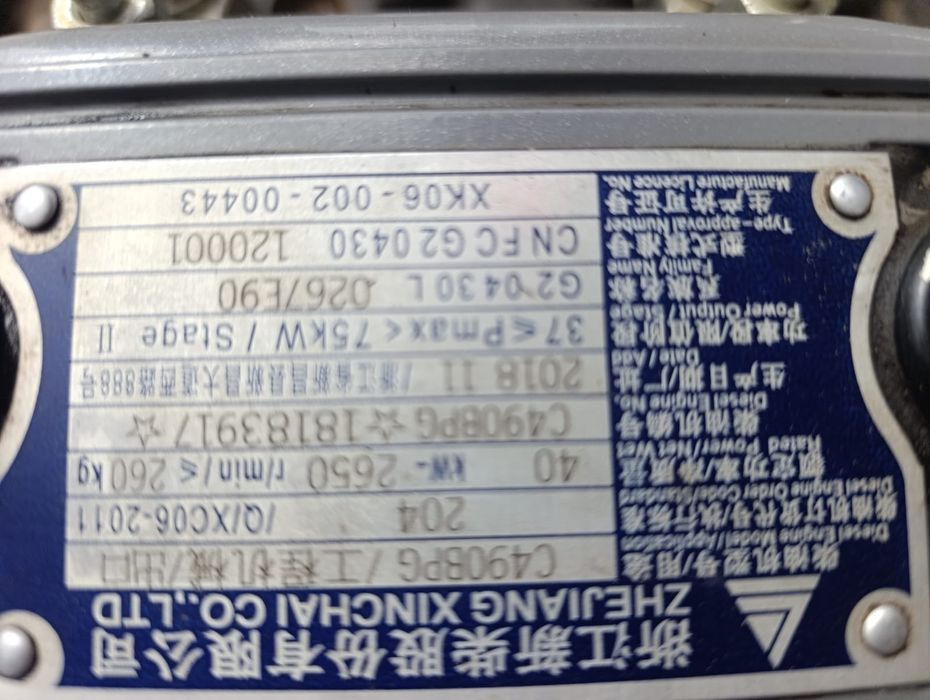 浙江新柴股份有限公司
ZHEJIANG XINCHAI CO.,LTD
柴油机型号/用途 C490BPG / 工程机械/出口
Diesel Engine Model/Application
柴油机订货代号/执行标准 204 /Q/XC06-2011
Diesel Engine Order Code/Standard
额定功率/净质量 40 kW- 2650 r/min/≤260kg
Rated Power/Net Wet
柴油机编号 C490BPG☆18183917☆
Diesel Engine No.
生产日期/厂址 2018 11 /浙江省新昌县新昌大道西路888号
Date/Add
功率段/限值阶段 37≤Pmax<75kW / Stage II
Power Output/Stage
系族名称 G20430L 0267E90
Family Name
型式核准号 CN FC G2 0430 120001
Type-approval Number
生产许可证号 XK06-002-00443
Manufacture Licence No.